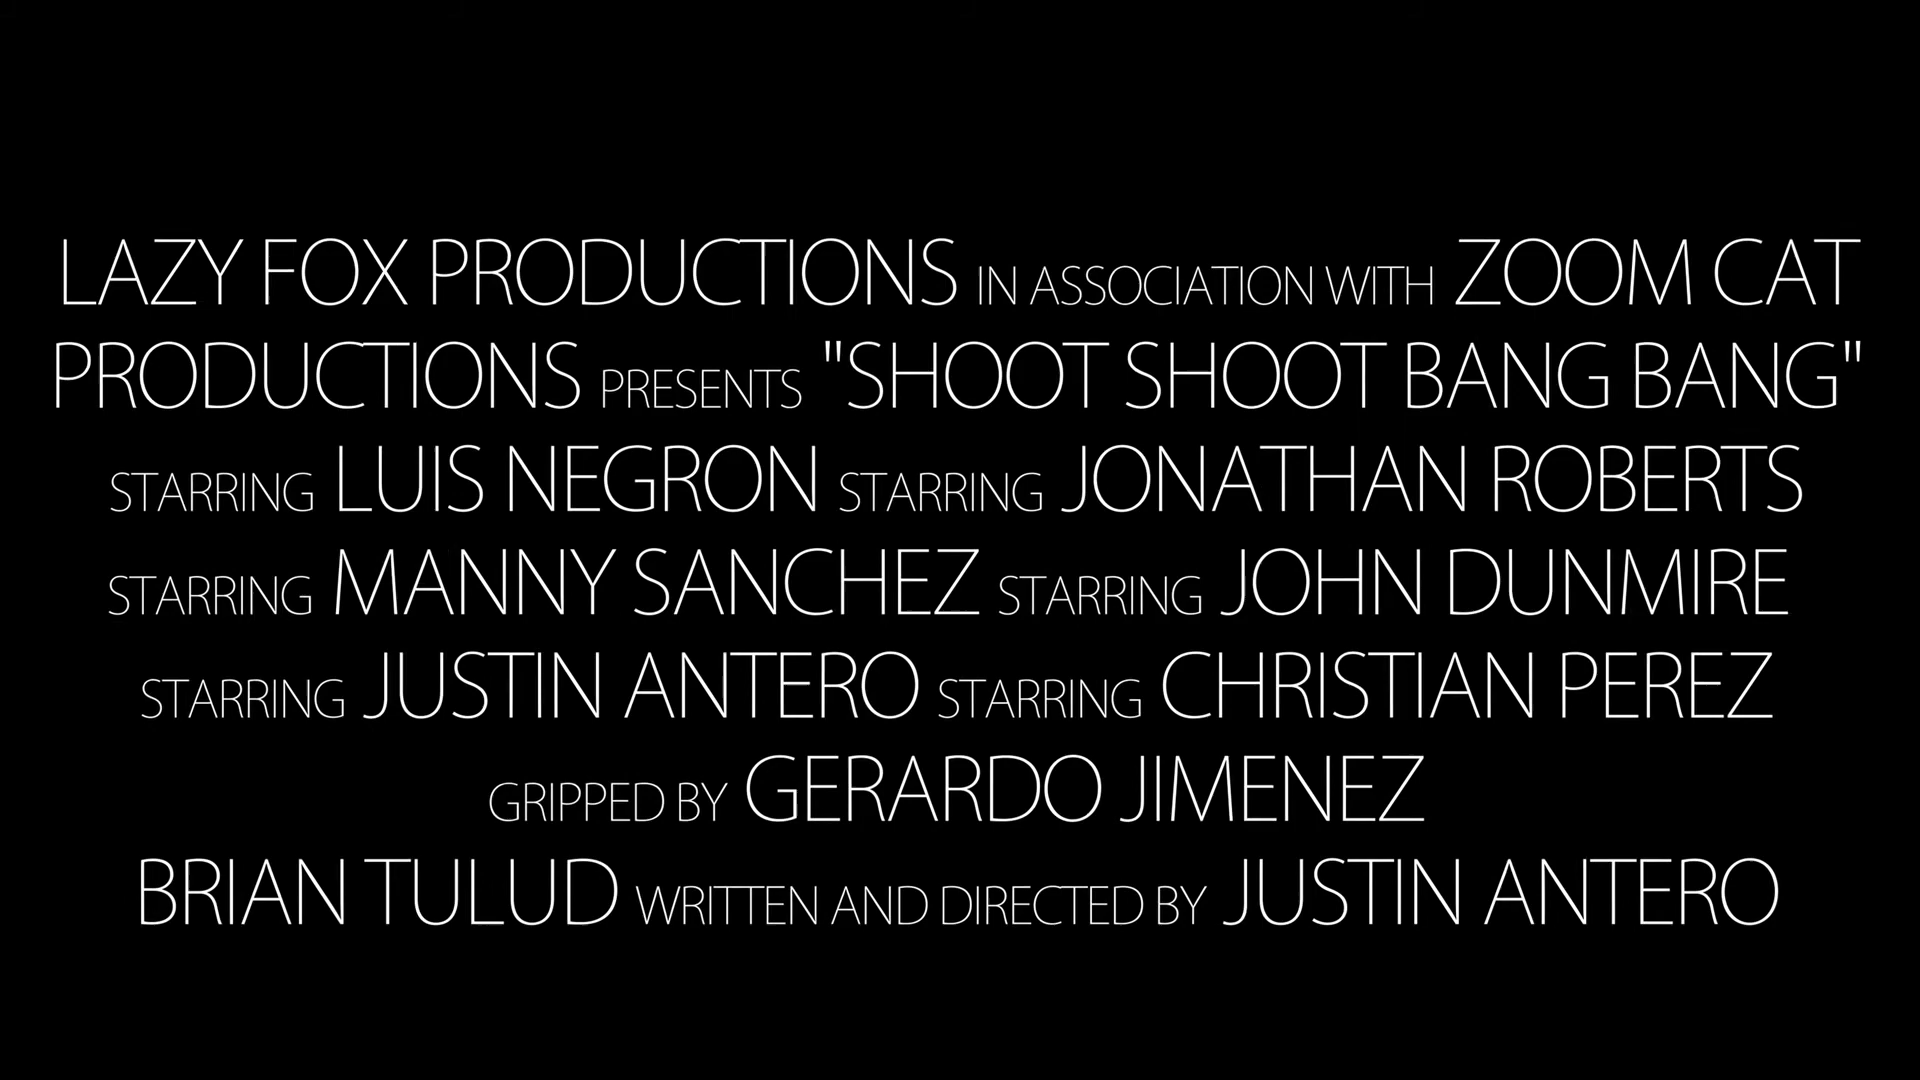 LAZY FOX PRODUCTIONS IN ASSOCIATION WITH ZOOM CAT
PRODUCTIONS PRESENTS "SHOOT SHOOT BANG BANG"
STARRING LUIS NEGRON STARRING JONATHAN ROBERTS
STARRING MANNY SANCHEZ STARRING JOHN DUNMIRE
STARRING JUSTIN ANTERO STARRING CHRISTIAN PEREZ
GRIPPED BY GERARDO JIMENEZ
BRIAN TULUD WRITTEN AND DIRECTED BY JUSTIN ANTERO